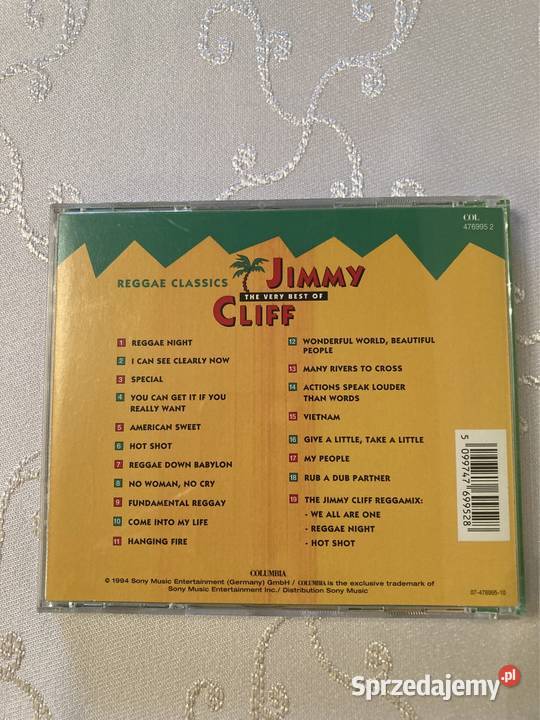 COL
476995 2
REGGAE CLASSICS
JIMMY
THE VERY BEST OF
CLIFF
1 REGGAE NIGHT
2 I CAN SEE CLEARLY NOW
3 SPECIAL
4 YOU CAN GET IT IF YOU
REALLY WANT
5 AMERICAN SWEET
6 HOT SHOT
7 REGGAE DOWN BABYLON
8 NO WOMAN, NO CRY
9 FUNDAMENTAL REGGAY
10 COME INTO MY LIFE
11 HANGING FIRE
12 WONDERFUL WORLD, BEAUTIFUL
PEOPLE
13 MANY RIVERS TO CROSS
14 ACTIONS SPEAK LOUDER
THAN WORDS
15 VIETNAM
16 GIVE A LITTLE, TAKE A LITTLE
17 MY PEOPLE
18 RUB A DUB PARTNER
19 THE JIMMY CLIFF REGGAMIX:
- WE ALL ARE ONE
- REGGAE NIGHT
- HOT SHOT
5 099747 699528
COLUMBIA
© 1994 Sony Music Entertainment (Germany) GmbH / COLUMBIA is the exclusive trademark of
Sony Music Entertainment Inc./ Distribution Sony Music
07-476995-10
Sprzedajemy.pl